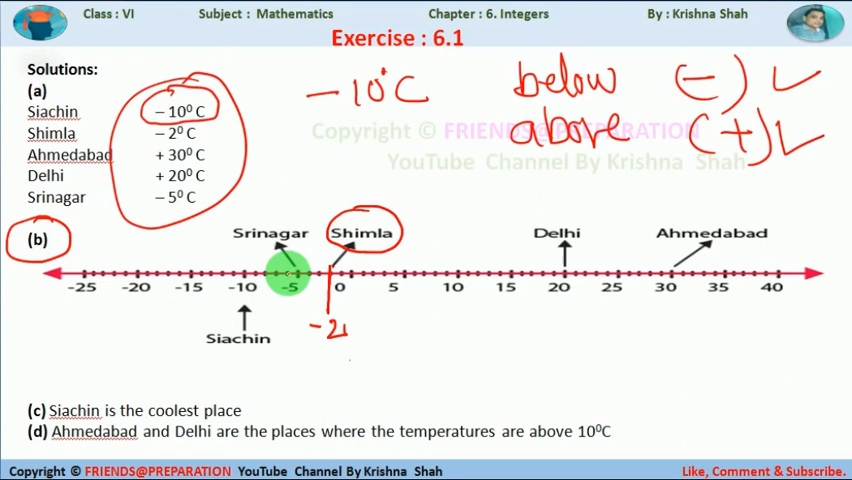 Class : VI Subject : Mathematics Chapter : 6. Integers By : Krishna Shah
Exercise : 6.1
Solutions:
(a)
Siachin – 10⁰ C
Shimla – 2⁰ C
Ahmedabad + 30⁰ C
Delhi + 20⁰ C
Srinagar – 5⁰ C
–10°C below (–)
above (+)
Copyright © FRIENDS@PREPARATION
YouTube Channel By Krishna Shah
(b)
Srinagar Shimla Delhi Ahmedabad
-25 -20 -15 -10 -5 0 5 10 15 20 25 30 35 40
-2
Siachin
(c) Siachin is the coolest place
(d) Ahmedabad and Delhi are the places where the temperatures are above 10⁰C
Copyright © FRIENDS@PREPARATION YouTube Channel By Krishna Shah Like, Comment & Subscribe.